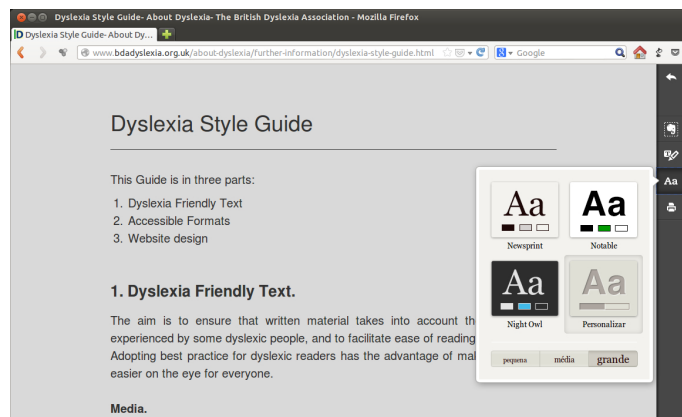 Dyslexia Style Guide- About Dyslexia- The British Dyslexia Association - Mozilla Firefox
Dyslexia Style Guide- About Dy...
www.bdadyslexia.org.uk/about-dyslexia/further-information/dyslexia-style-guide.html
Google
Dyslexia Style Guide
This Guide is in three parts:
1. Dyslexia Friendly Text
2. Accessible Formats
3. Website design
1. Dyslexia Friendly Text.
The aim is to ensure that written material takes into account th
experienced by some dyslexic people, and to facilitate ease of reading
Adopting best practice for dyslexic readers has the advantage of mak
easier on the eye for everyone.
Media.
Aa
Aa
Aa
Newsprint
Notable
Aa
Aa
Night Owl
Personalizar
pequena
média
grande